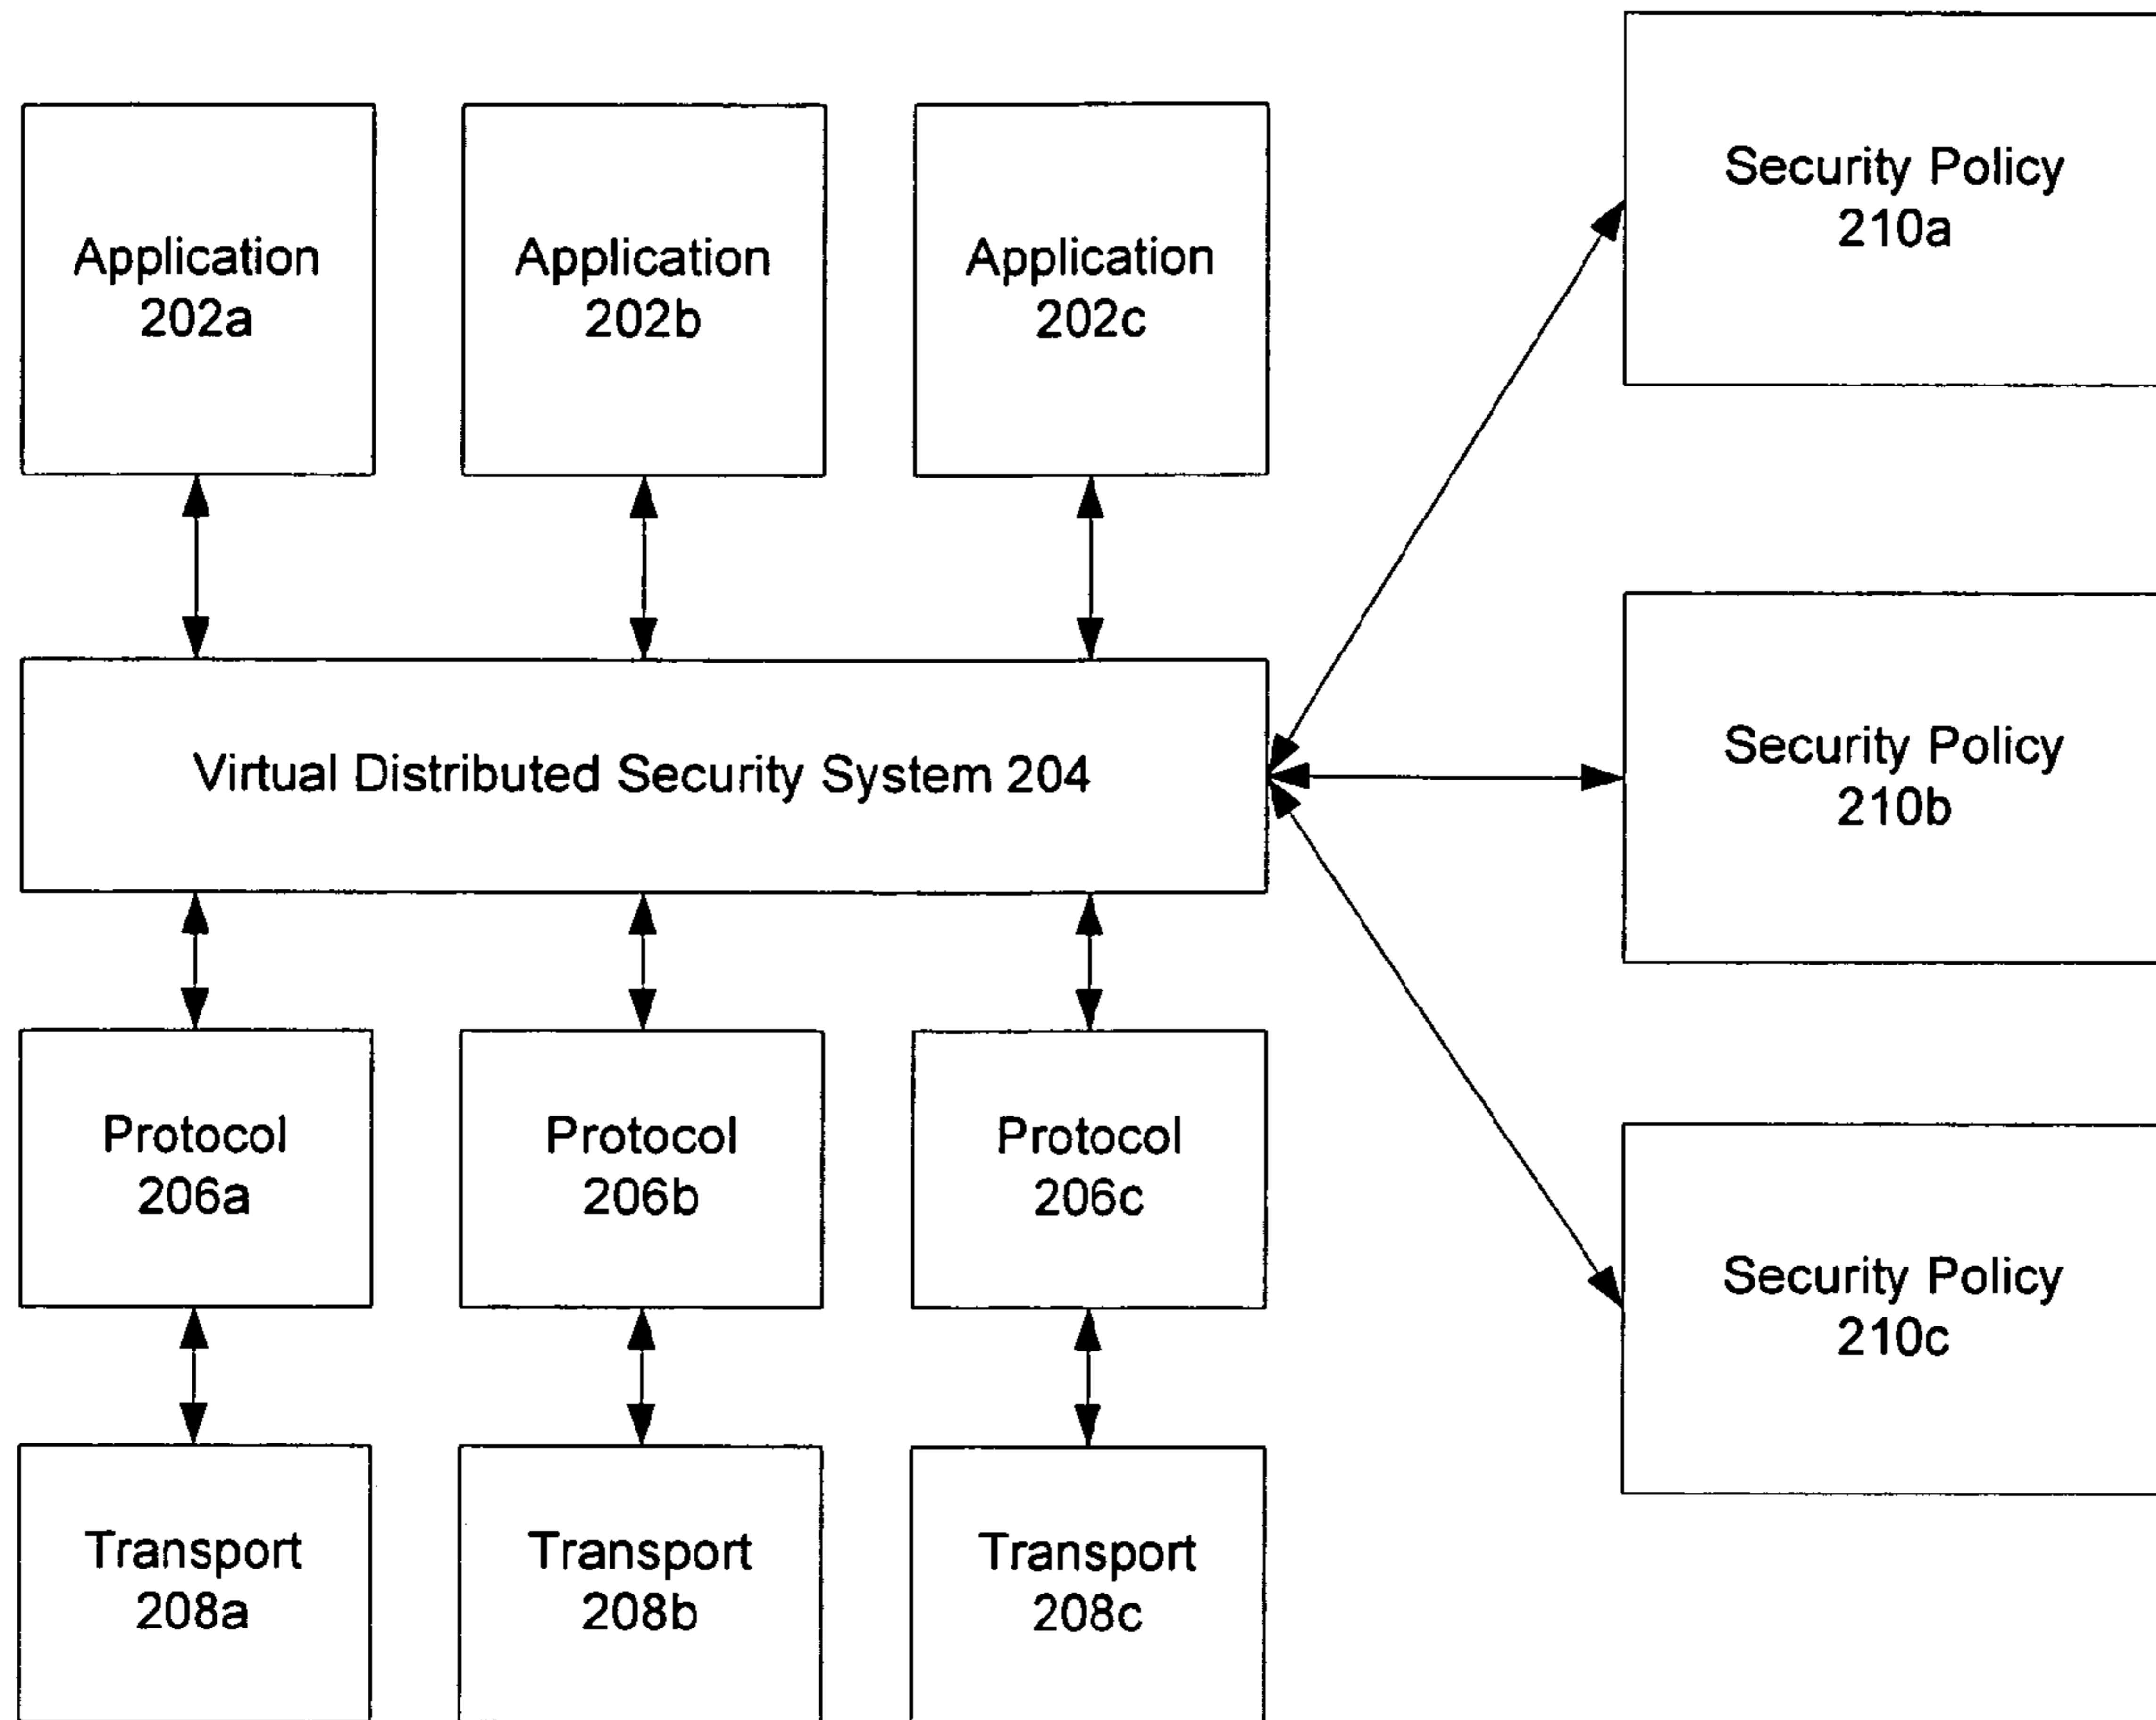 Security Policy
210a
Application
202a
Application
202b
Application
202c
Virtual Distributed Security System 204
Security Policy
210b
Protocol
206a
Protocol
206b
Protocol
206c
Security Policy
210c
Transport
208a
Transport
208b
Transport
208c